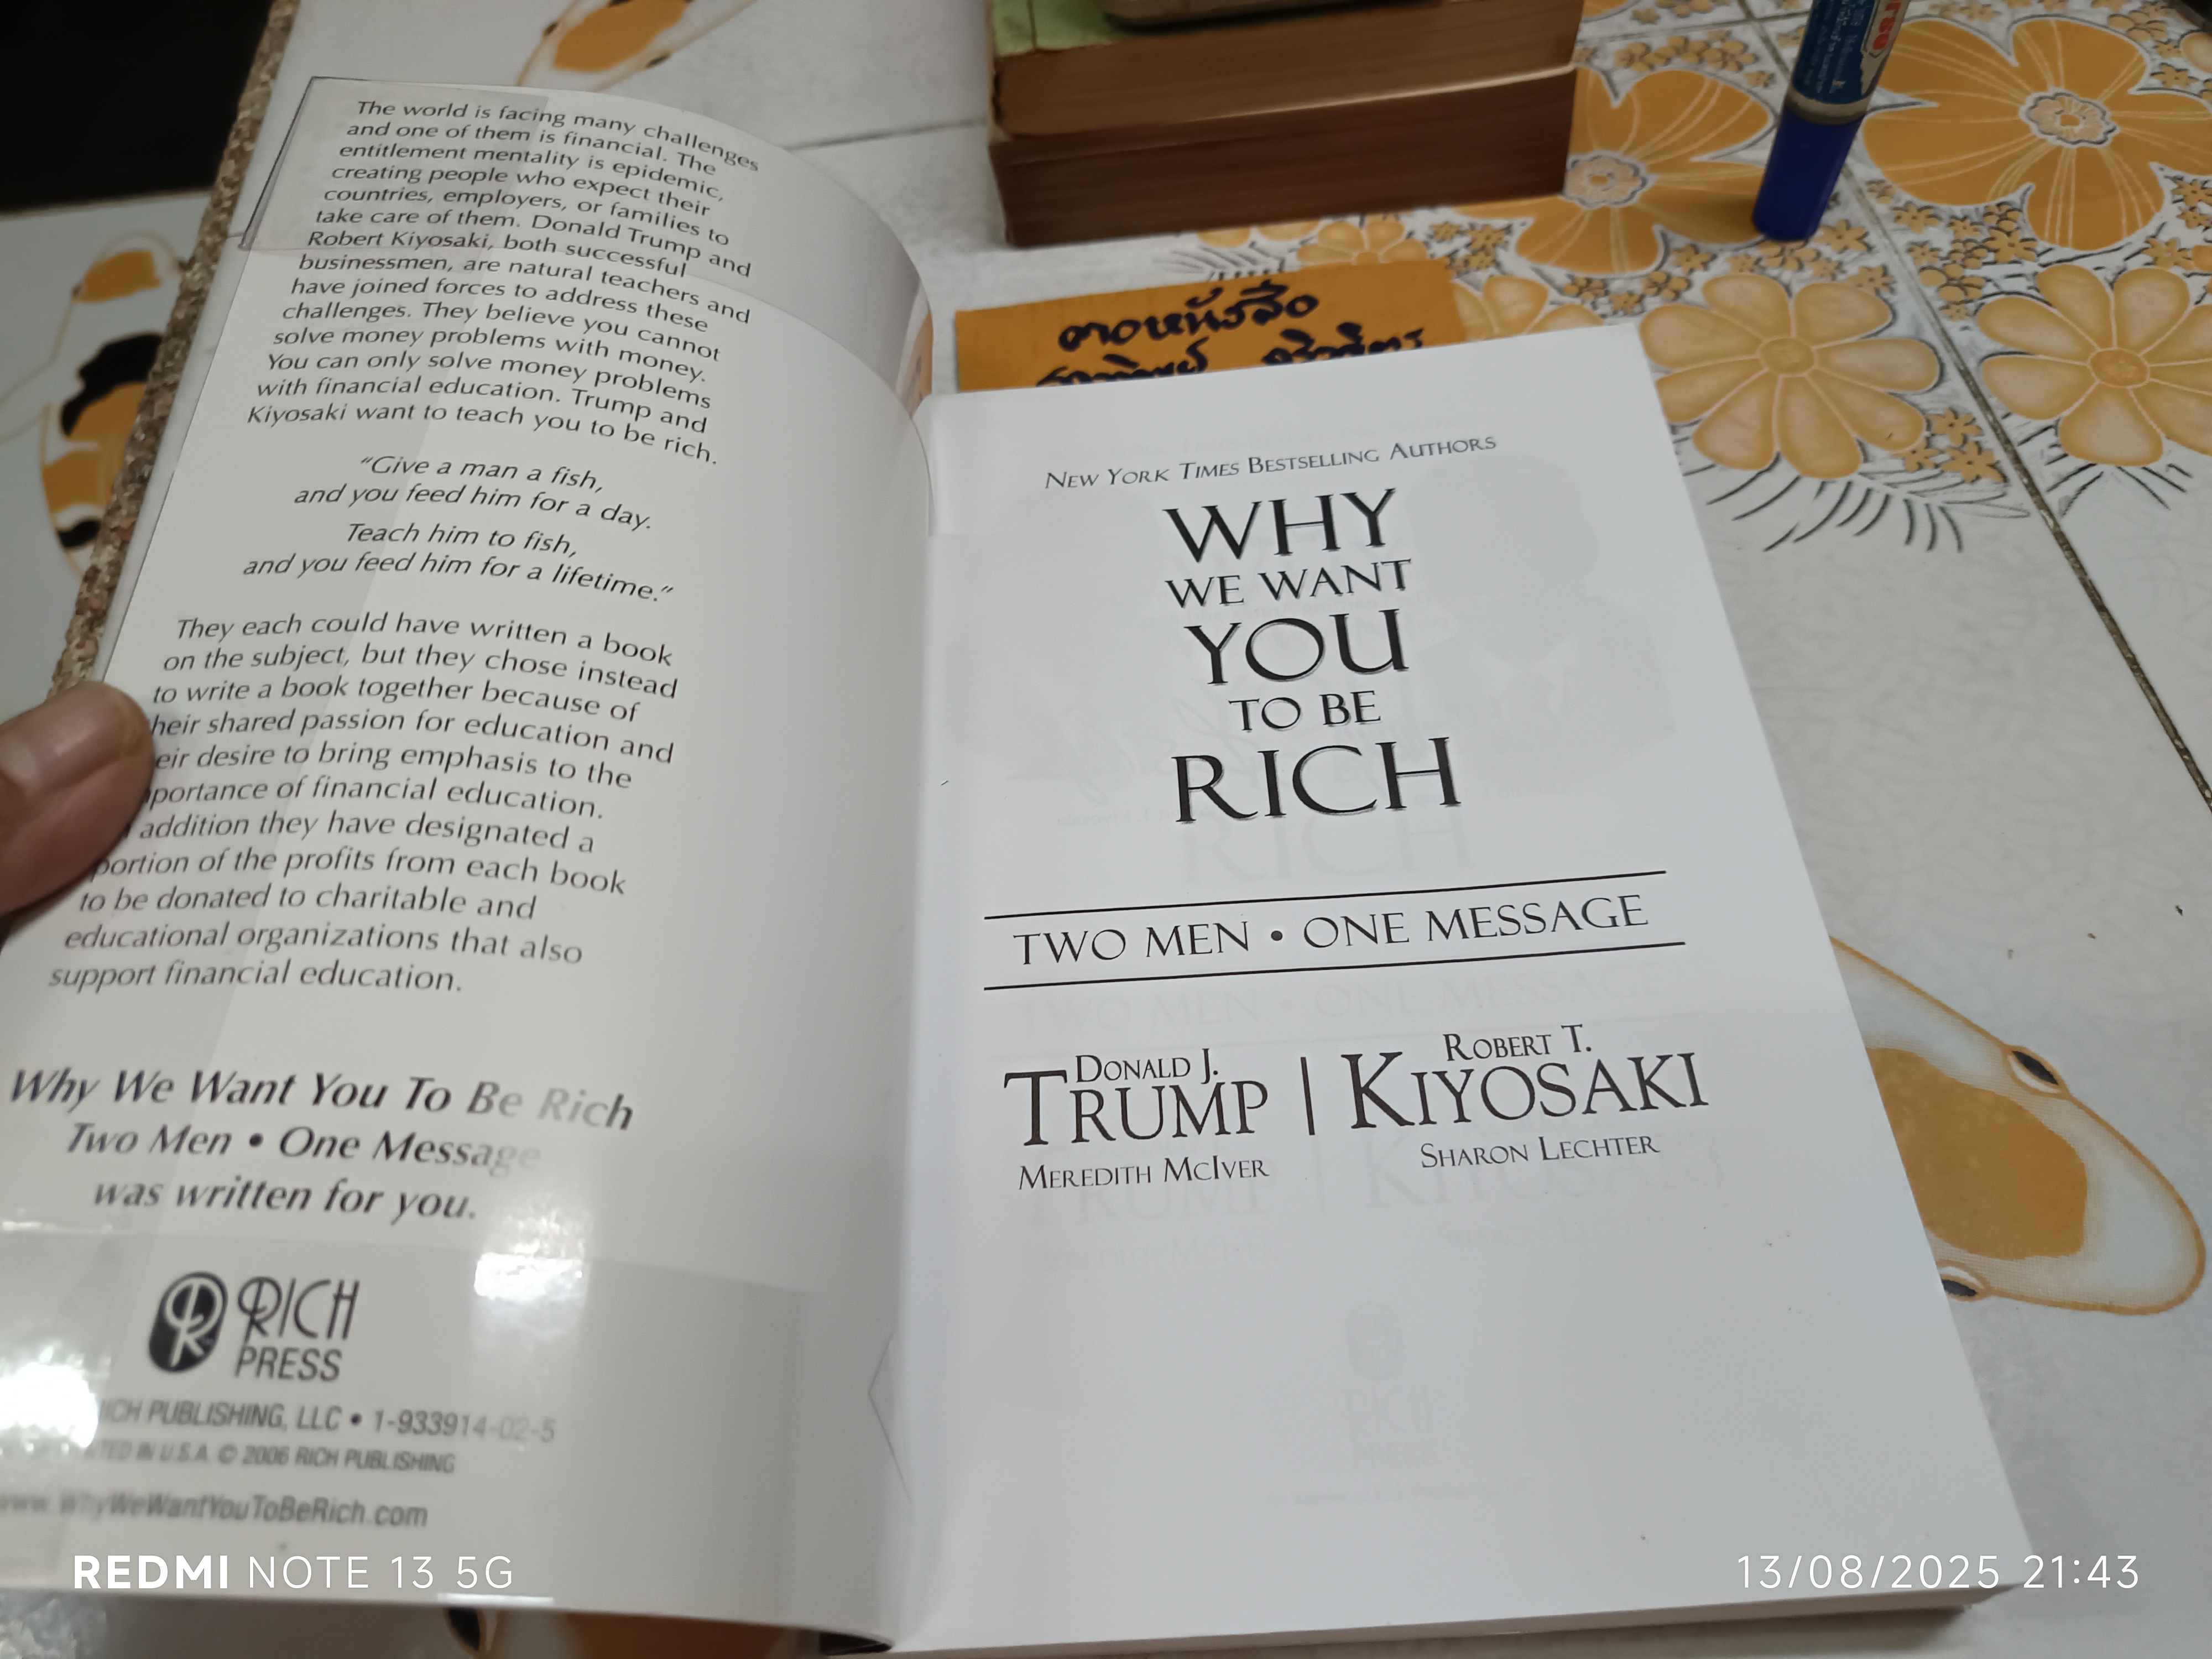 The world is facing many challenges
and one of them is financial. The
entitlement mentality is epidemic,
creating people who expect their
countries, employers, or families to
take care of them. Donald Trump and
Robert Kiyosaki, both successful
businessmen, are natural teachers and
have joined forces to address these
challenges. They believe you cannot
solve money problems with money.
You can only solve money problems
with financial education. Trump and
Kiyosaki want to teach you to be rich.
“Give a man a fish,
and you feed him for a day.
Teach him to fish,
and you feed him for a lifetime.”
They each could have written a book
on the subject, but they chose instead
to write a book together because of
heir shared passion for education and
eir desire to bring emphasis to the
portance of financial education.
addition they have designated a
portion of the profits from each book
to be donated to charitable and
educational organizations that also
support financial education.
Why We Want You To Be Rich
Two Men • One Message
was written for you.
RICH
PRESS
ICH PUBLISHING, LLC • 1-933914-02-5
TED IN U.S.A. © 2006 RICH PUBLISHING
www.WhyWeWantYouToBeRich.com
ตอหนังสือ
NEW YORK TIMES BESTSELLING AUTHORS
WHY
WE WANT
YOU
TO BE
RICH
TWO MEN • ONE MESSAGE
DONALD J.
TRUMP
MEREDITH MCIVER
ROBERT T.
KIYOSAKI
SHARON LECHTER
REDMI NOTE 13 5G
13/08/2025 21:43